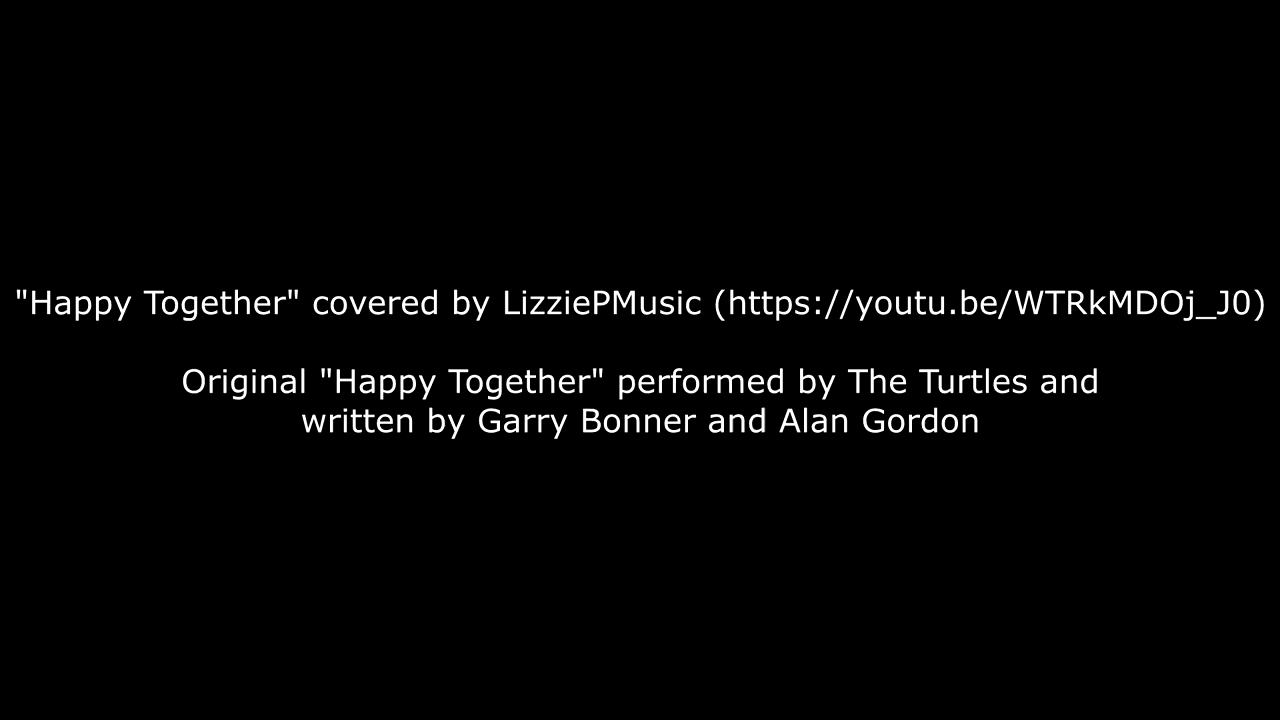 "Happy Together" covered by LizziePMusic (https://youtu.be/WTRkMDOj_J0)
Original "Happy Together" performed by The Turtles and
written by Garry Bonner and Alan Gordon